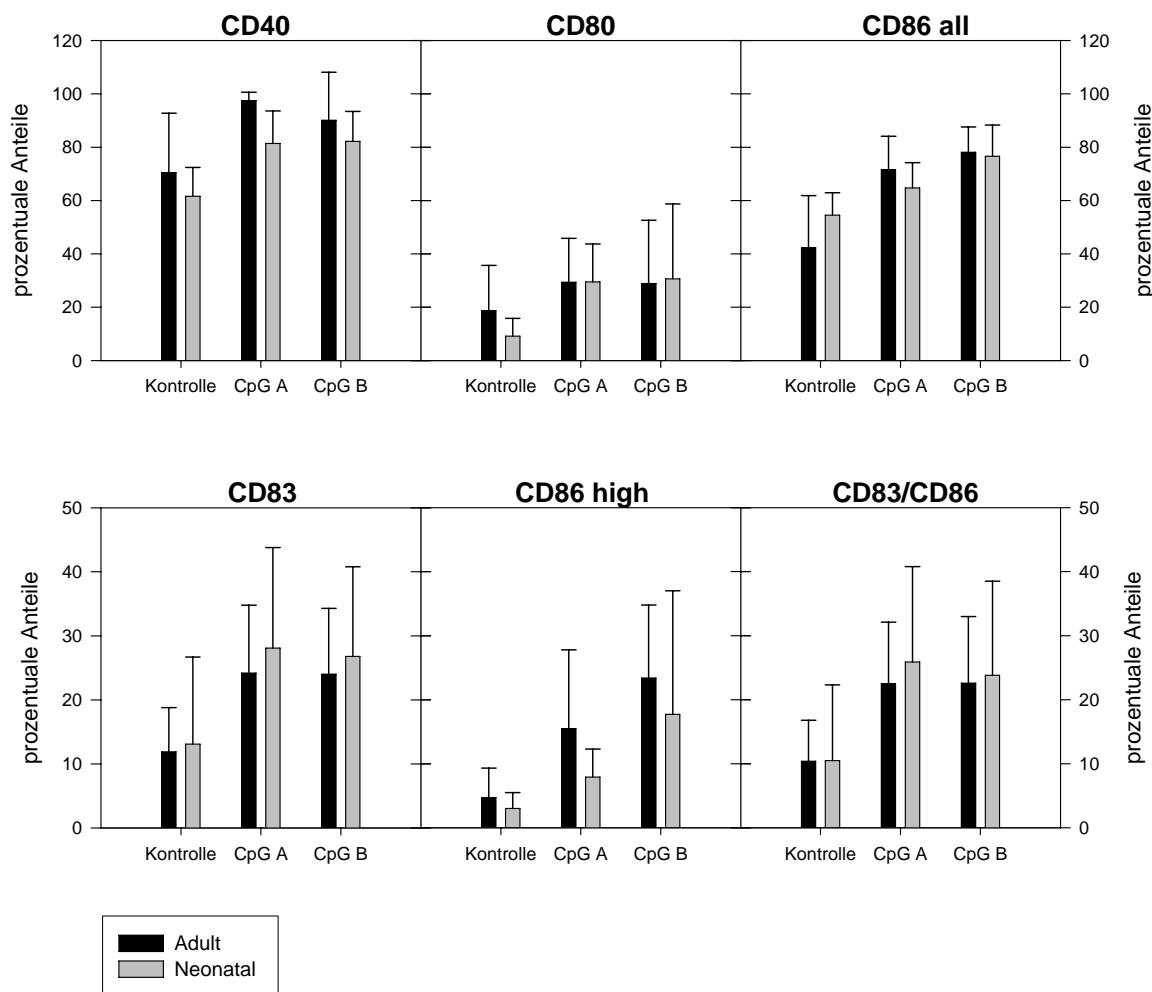 CD40 CD80 CD86 all
120 120
100 100
80 80
60 60
40 40
20 20
0 0
prozentuale Anteile
prozentuale Anteile
Kontrolle CpG A CpG B Kontrolle CpG A CpG B Kontrolle CpG A CpG B
CD83 CD86 high CD83/CD86
50 50
40 40
30 30
20 20
10 10
0 0
prozentuale Anteile
prozentuale Anteile
Kontrolle CpG A CpG B Kontrolle CpG A CpG B Kontrolle CpG A CpG B
Adult
Neonatal